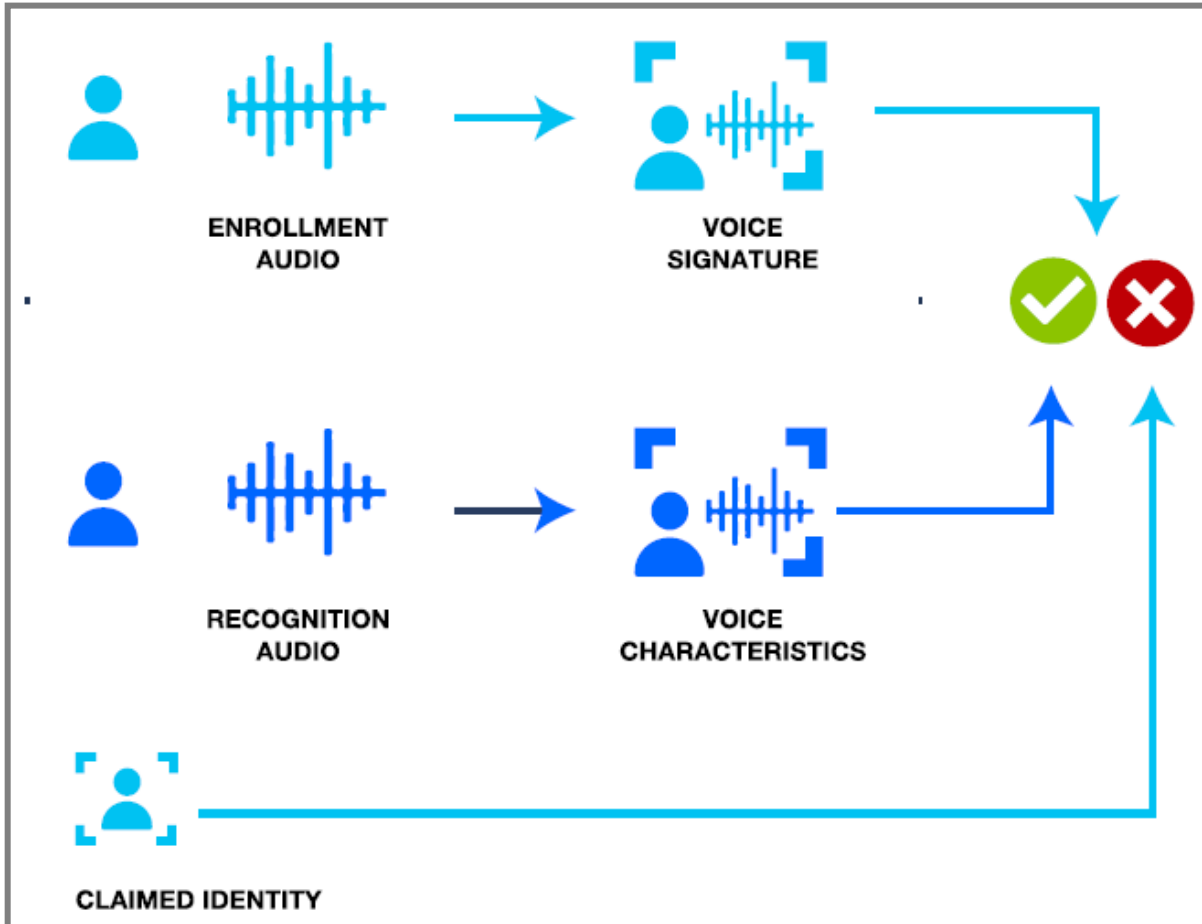 ENROLLMENT
AUDIO
VOICE
SIGNATURE
RECOGNITION
AUDIO
VOICE
CHARACTERISTICS
CLAIMED IDENTITY